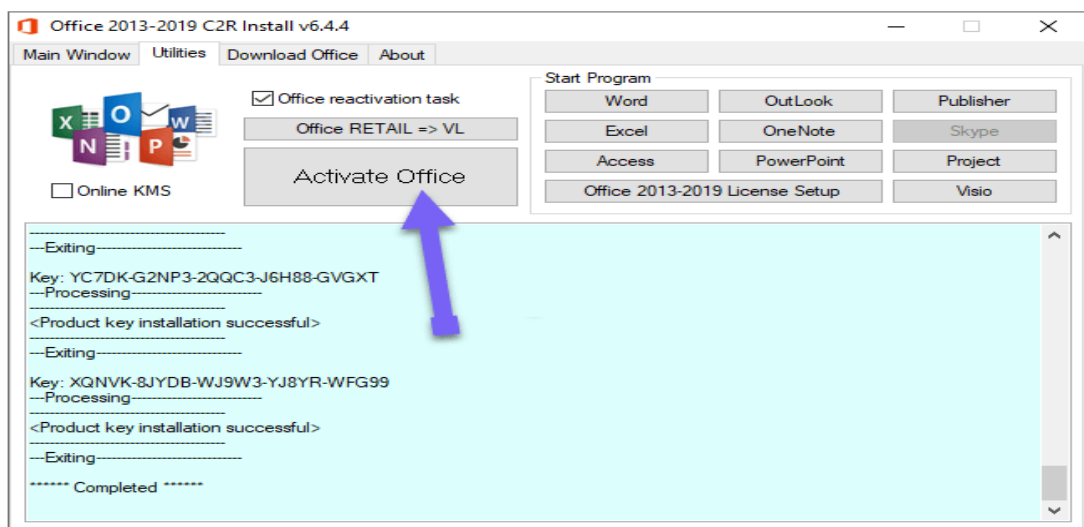 Office 2013-2019 C2R Install v6.4.4
Main Window Utilities Download Office About
Office reactivation task
Office RETAIL => VL
Activate Office
Online KMS
Start Program
Word OutLook Publisher
Excel OneNote Skype
Access PowerPoint Project
Office 2013-2019 License Setup Visio
---------------------------------------
---Exiting-----------------------------
Key: YC7DK-G2NP3-2QQC3-J6H88-GVGXT
---Processing--------------------------
---------------------------------------
<Product key installation successful>
---------------------------------------
---Exiting-----------------------------
Key: XQNVK-8JYDB-WJ9W3-YJ8YR-WFG99
---Processing--------------------------
---------------------------------------
<Product key installation successful>
---------------------------------------
---Exiting-----------------------------
****** Completed ******